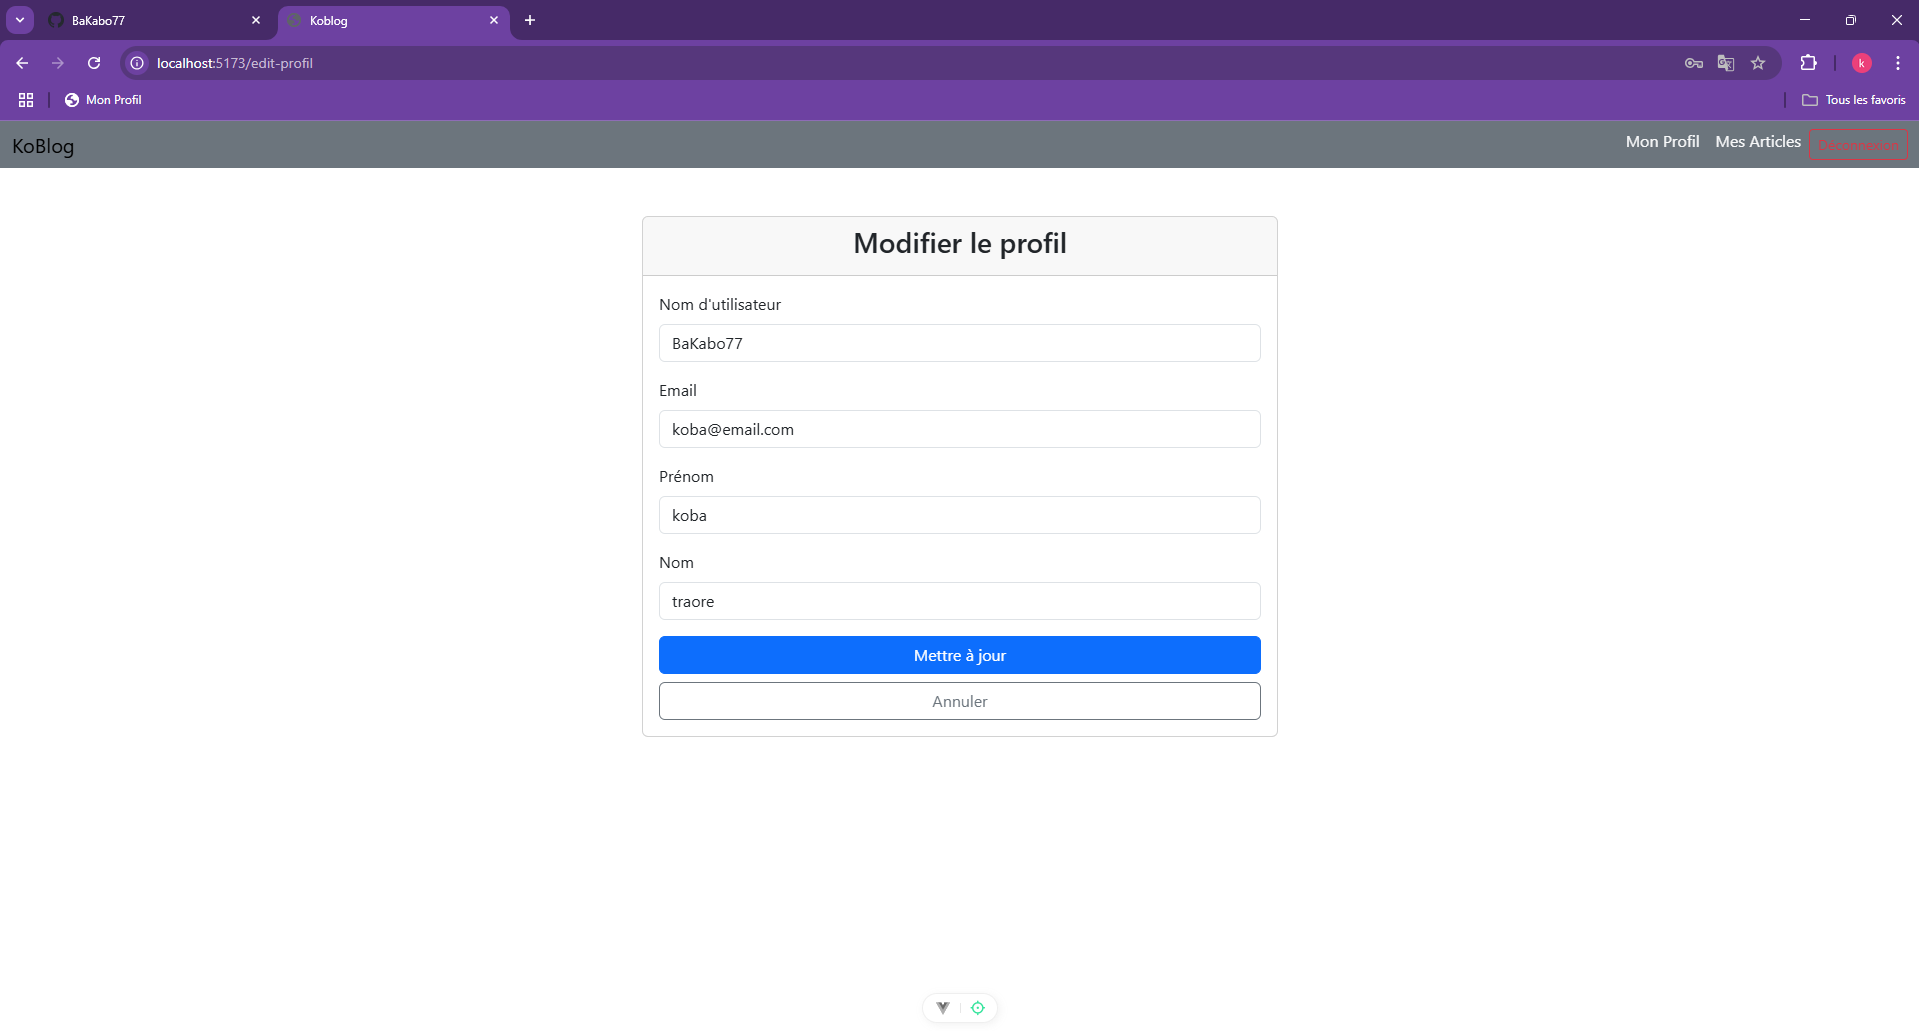 BaKabo77
Koblog
localhost:5173/edit-profil
k
Mon Profil
Tous les favoris
KoBlog
Mon Profil
Mes Articles
Déconnexion
Modifier le profil
Nom d'utilisateur
BaKabo77
Email
koba@email.com
Prénom
koba
Nom
traore
Mettre à jour
Annuler